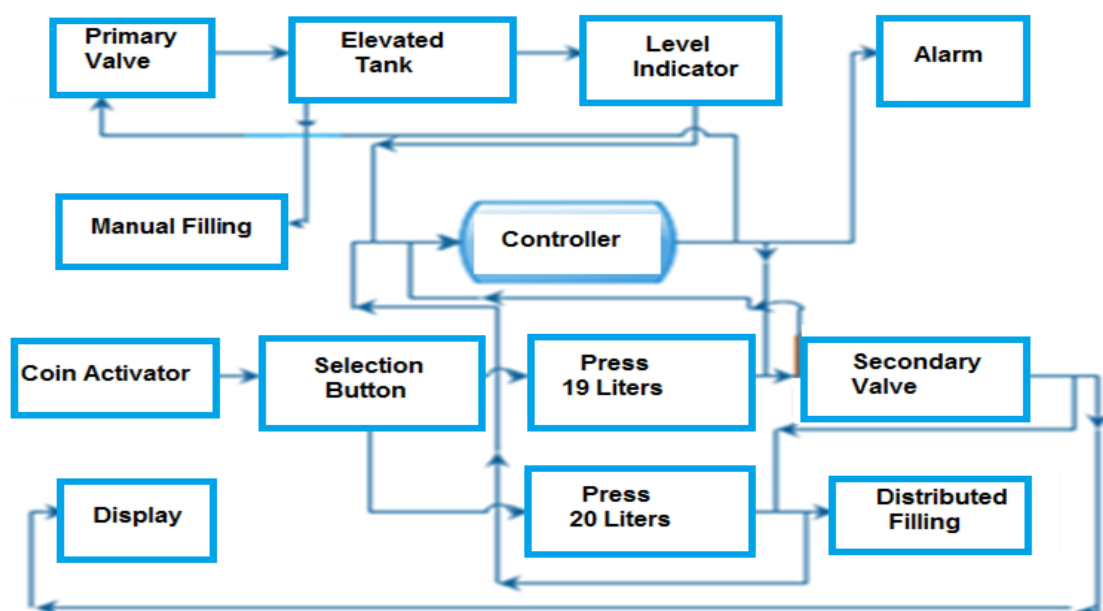 Primary
Valve
Elevated
Tank
Level
Indicator
Alarm
Manual Filling
Controller
Coin Activator
Selection
Button
Press
19 Liters
Secondary
Valve
Display
Press
20 Liters
Distributed
Filling